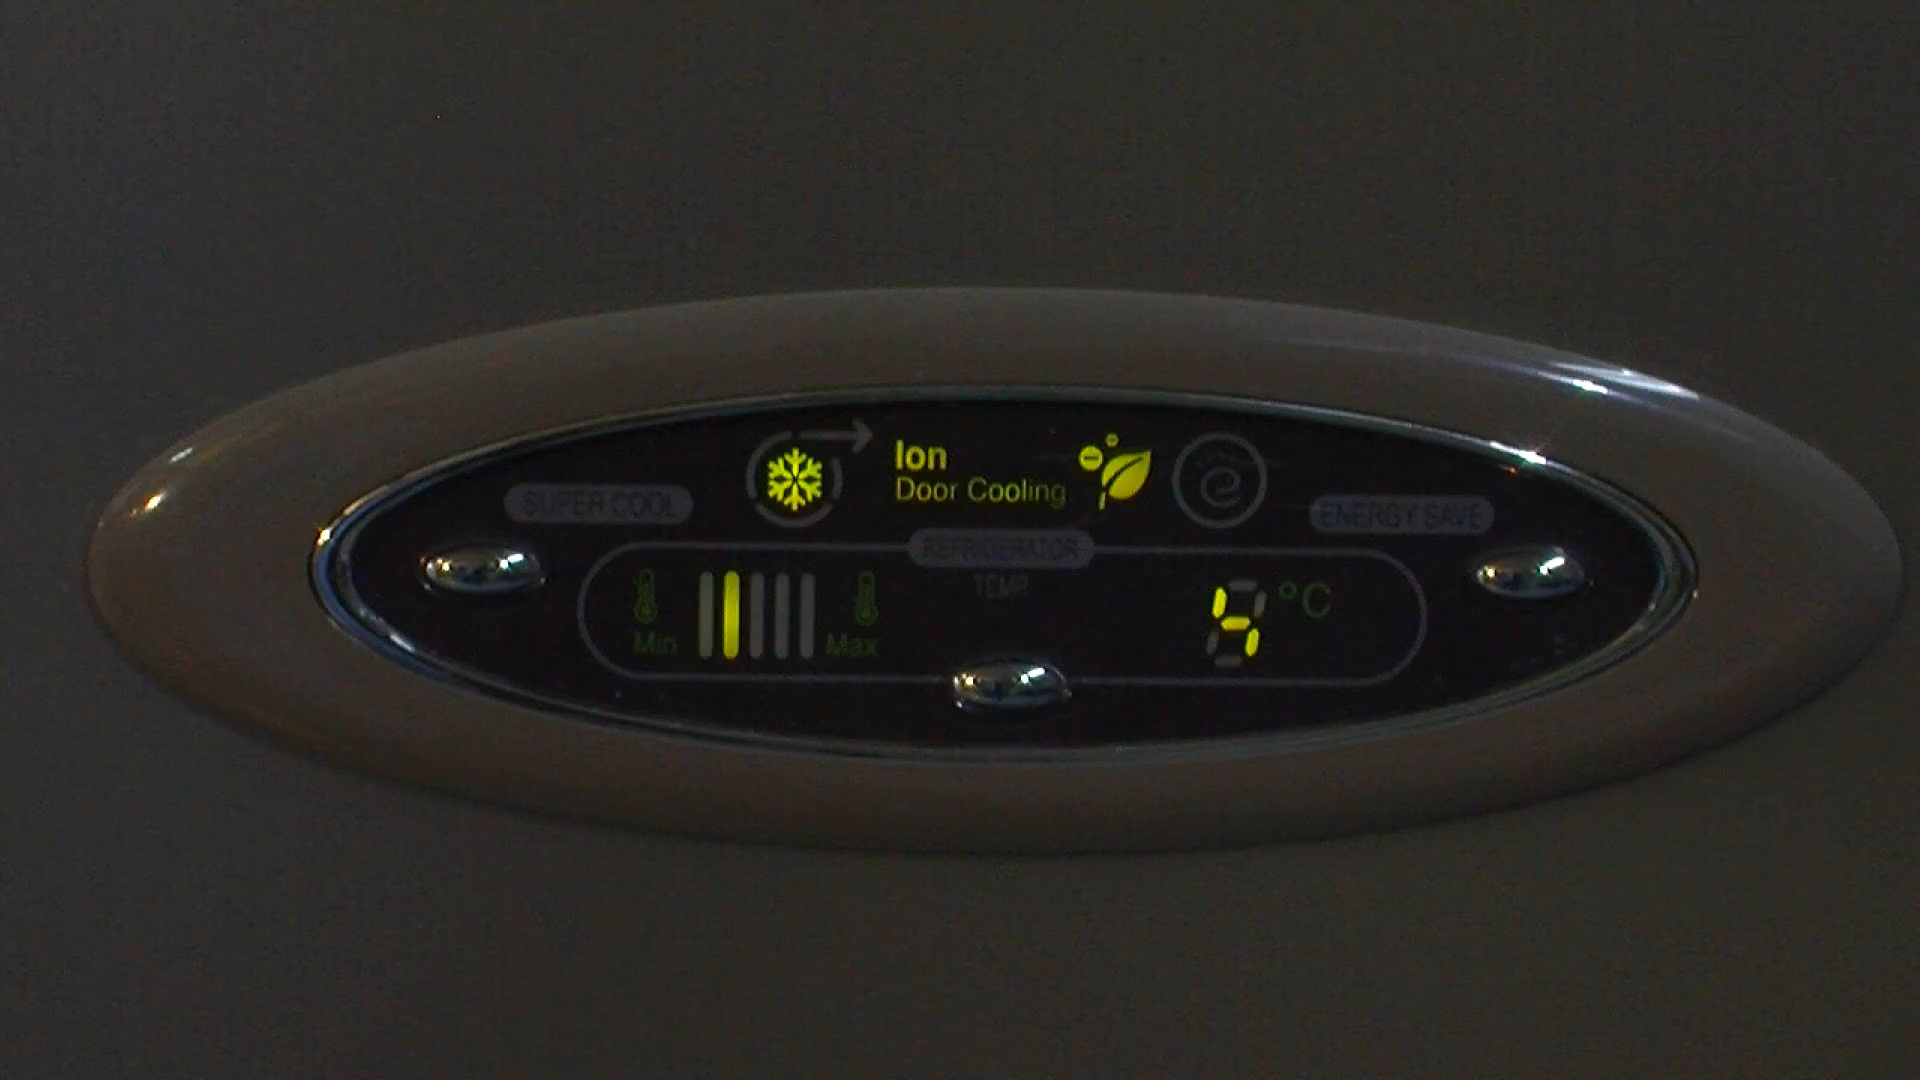 Ion
Door Cooling
SUPER COOL
ENERGY SAVE
REFRIGERATOR
TEMP.
Min
Max
°C